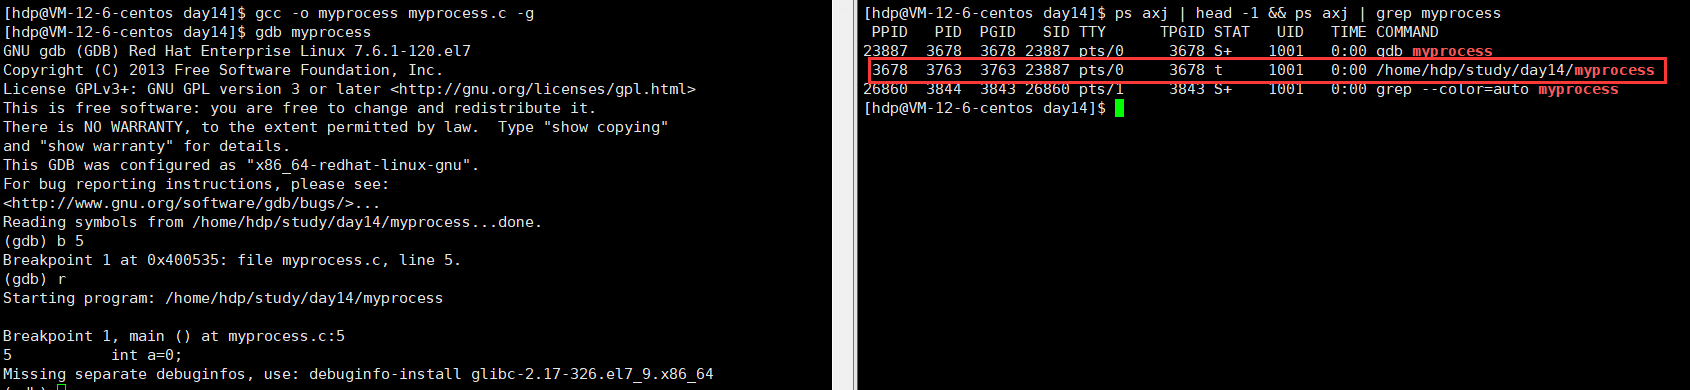 [hdp@VM-12-6-centos day14]$ gcc -o myprocess myprocess.c -g
[hdp@VM-12-6-centos day14]$ gdb myprocess
GNU gdb (GDB) Red Hat Enterprise Linux 7.6.1-120.el7
Copyright (C) 2013 Free Software Foundation, Inc.
License GPLv3+: GNU GPL version 3 or later <http://gnu.org/licenses/gpl.html>
This is free software: you are free to change and redistribute it.
There is NO WARRANTY, to the extent permitted by law.  Type "show copying"
and "show warranty" for details.
This GDB was configured as "x86_64-redhat-linux-gnu".
For bug reporting instructions, please see:
<http://www.gnu.org/software/gdb/bugs/>...
Reading symbols from /home/hdp/study/day14/myprocess...done.
(gdb) b 5
Breakpoint 1 at 0x400535: file myprocess.c, line 5.
(gdb) r
Starting program: /home/hdp/study/day14/myprocess
Breakpoint 1, main () at myprocess.c:5
5           int a=0;
Missing separate debuginfos, use: debuginfo-install glibc-2.17-326.el7_9.x86_64
(gdb)
[hdp@VM-12-6-centos day14]$ ps axj | head -1 && ps axj | grep myprocess
PPID   PID  PGID   SID TTY      TPGID STAT   UID   TIME COMMAND
23887  3678  3678 23887 pts/0     3678 S+    1001   0:00 gdb myprocess
3678  3763  3763 23887 pts/0     3678 t     1001   0:00 /home/hdp/study/day14/myprocess
26860  3844  3843 26860 pts/1     3843 S+    1001   0:00 grep --color=auto myprocess
[hdp@VM-12-6-centos day14]$